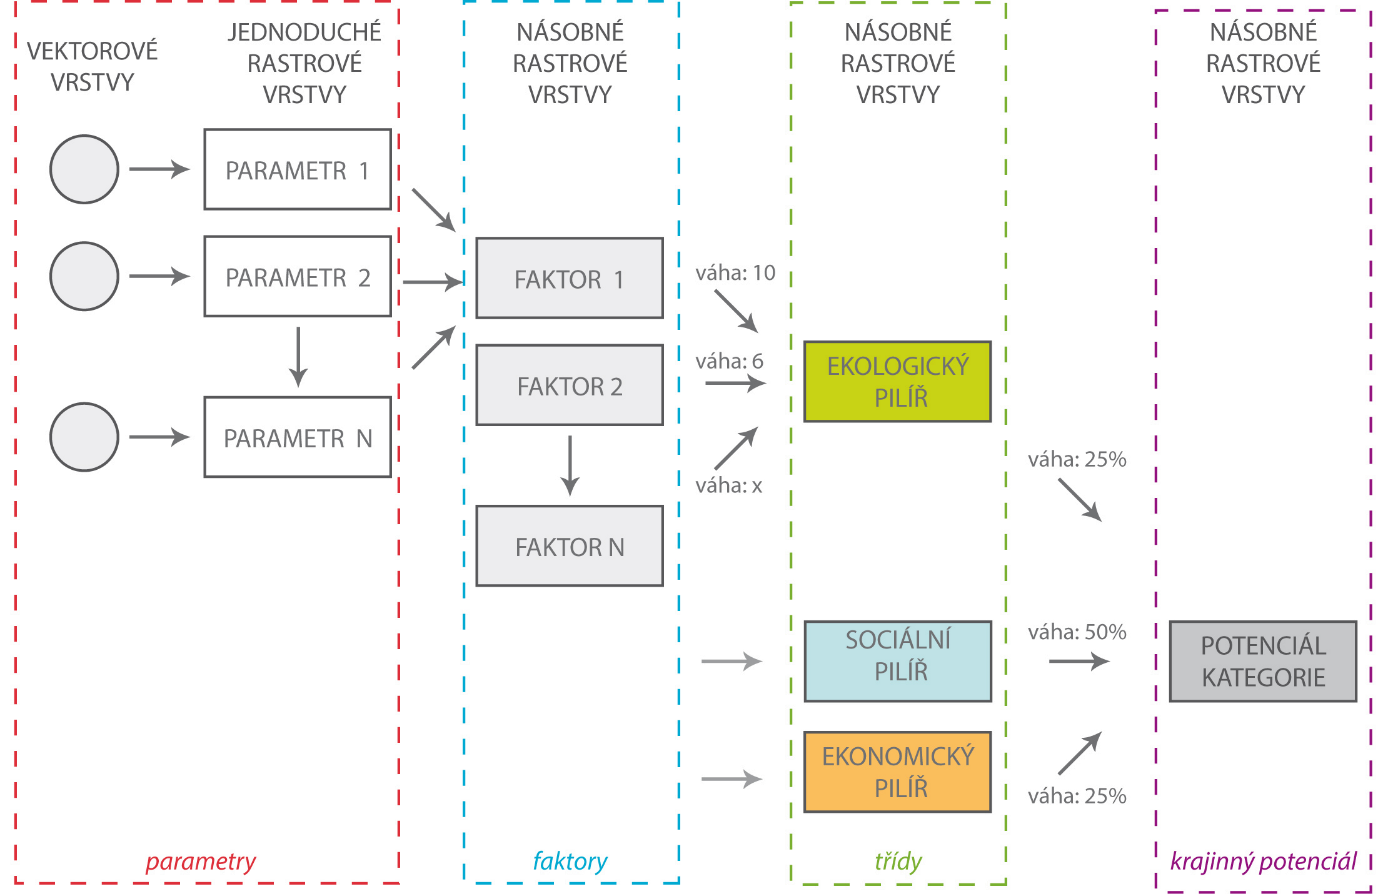 VEKTOROVÉ
VRSTVY
JEDNODUCHÉ
RASTROVÉ
VRSTVY
PARAMETR 1
PARAMETR 2
PARAMETR N
parametry
NÁSOBNÉ
RASTROVÉ
VRSTVY
FAKTOR 1
FAKTOR 2
FAKTOR N
faktory
váha: 10
váha: 6
váha: x
NÁSOBNÉ
RASTROVÉ
VRSTVY
EKOLOGICKÝ
PILÍŘ
SOCIÁLNÍ
PILÍŘ
EKONOMICKÝ
PILÍŘ
třídy
váha: 25%
váha: 50%
váha: 25%
NÁSOBNÉ
RASTROVÉ
VRSTVY
POTENCIÁL
KATEGORIE
krajinný potenciál